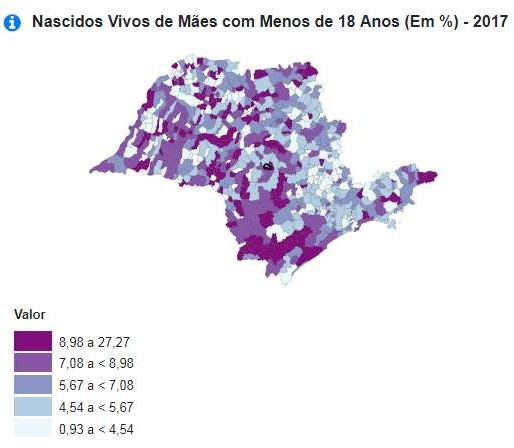 Nascidos Vivos de Mães com Menos de 18 Anos (Em %) - 2017
Valor
8,98 a 27,27
7,08 a < 8,98
5,67 a < 7,08
4,54 a < 5,67
0,93 a < 4,54